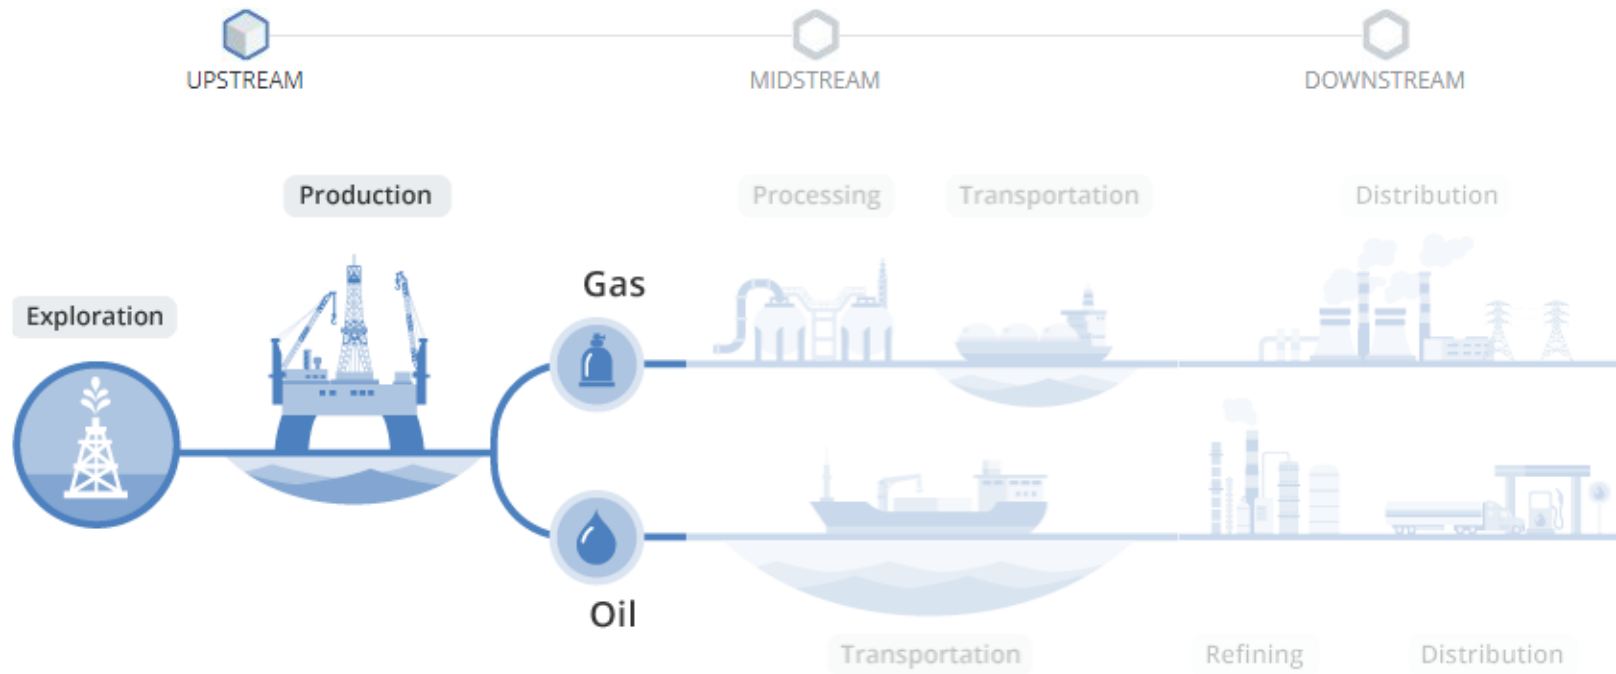 UPSTREAM
MIDSTREAM
DOWNSTREAM
Production
Processing
Transportation
Distribution
Exploration
Gas
Oil
Transportation
Refining
Distribution